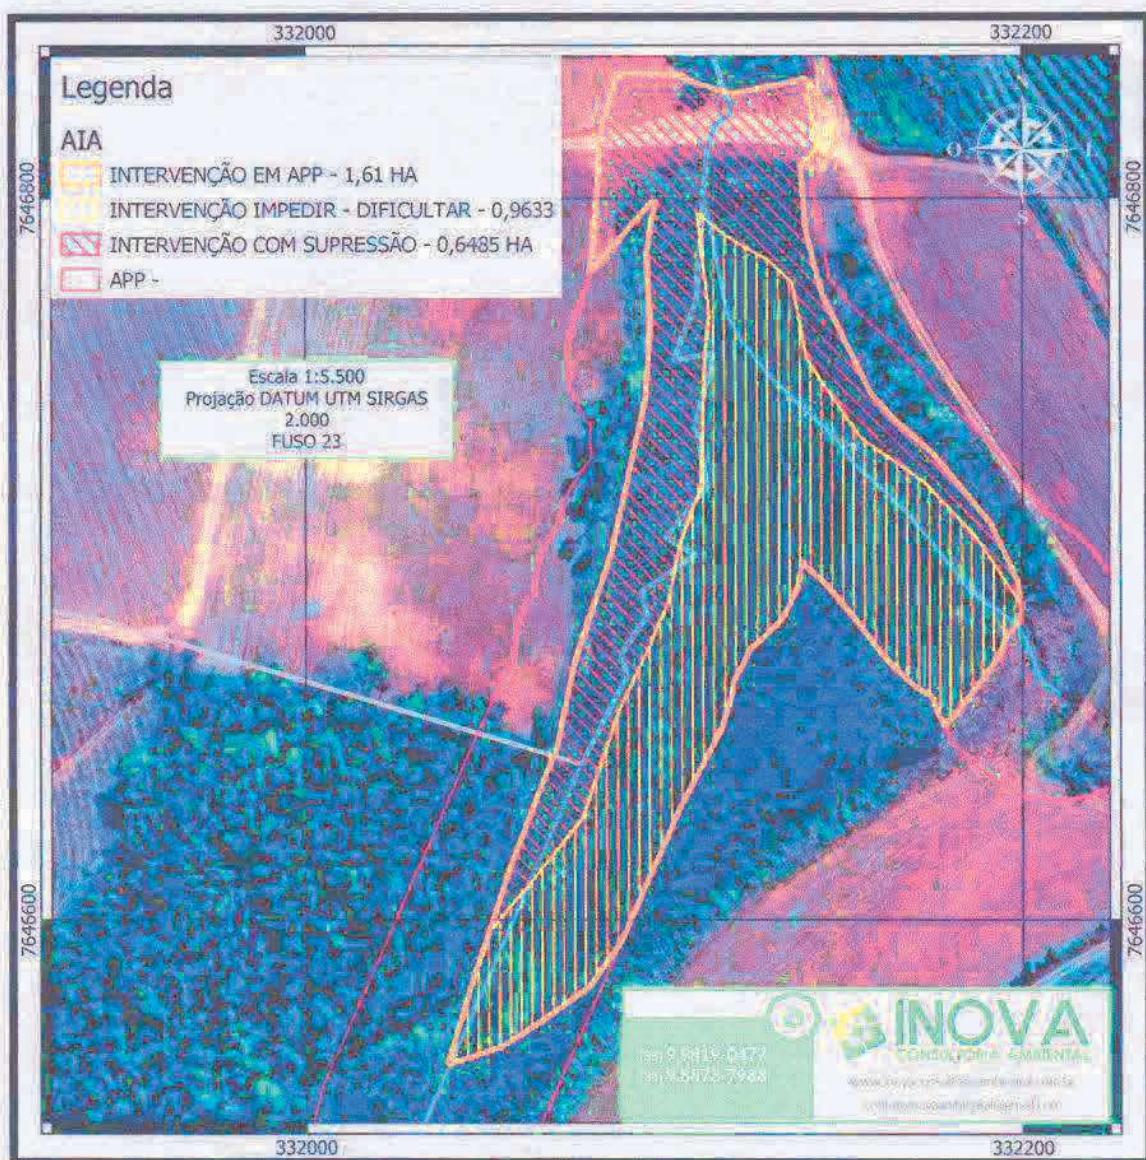 332000
332200
Legenda
AIA
INTERVENÇÃO EM APP - 1,61 HA
INTERVENÇÃO IMPEDIR - DIFICULTAR - 0,9633
INTERVENÇÃO COM SUPRESSÃO - 0,6485 HA
APP -
7646800
7646800
O
S
Escala 1:5.500
Projação DATUM UTM SIRGAS
2.000
FUSO 23
7646600
7646600
INOVA
CONSULTORIA AMBIENTAL
332000
332200